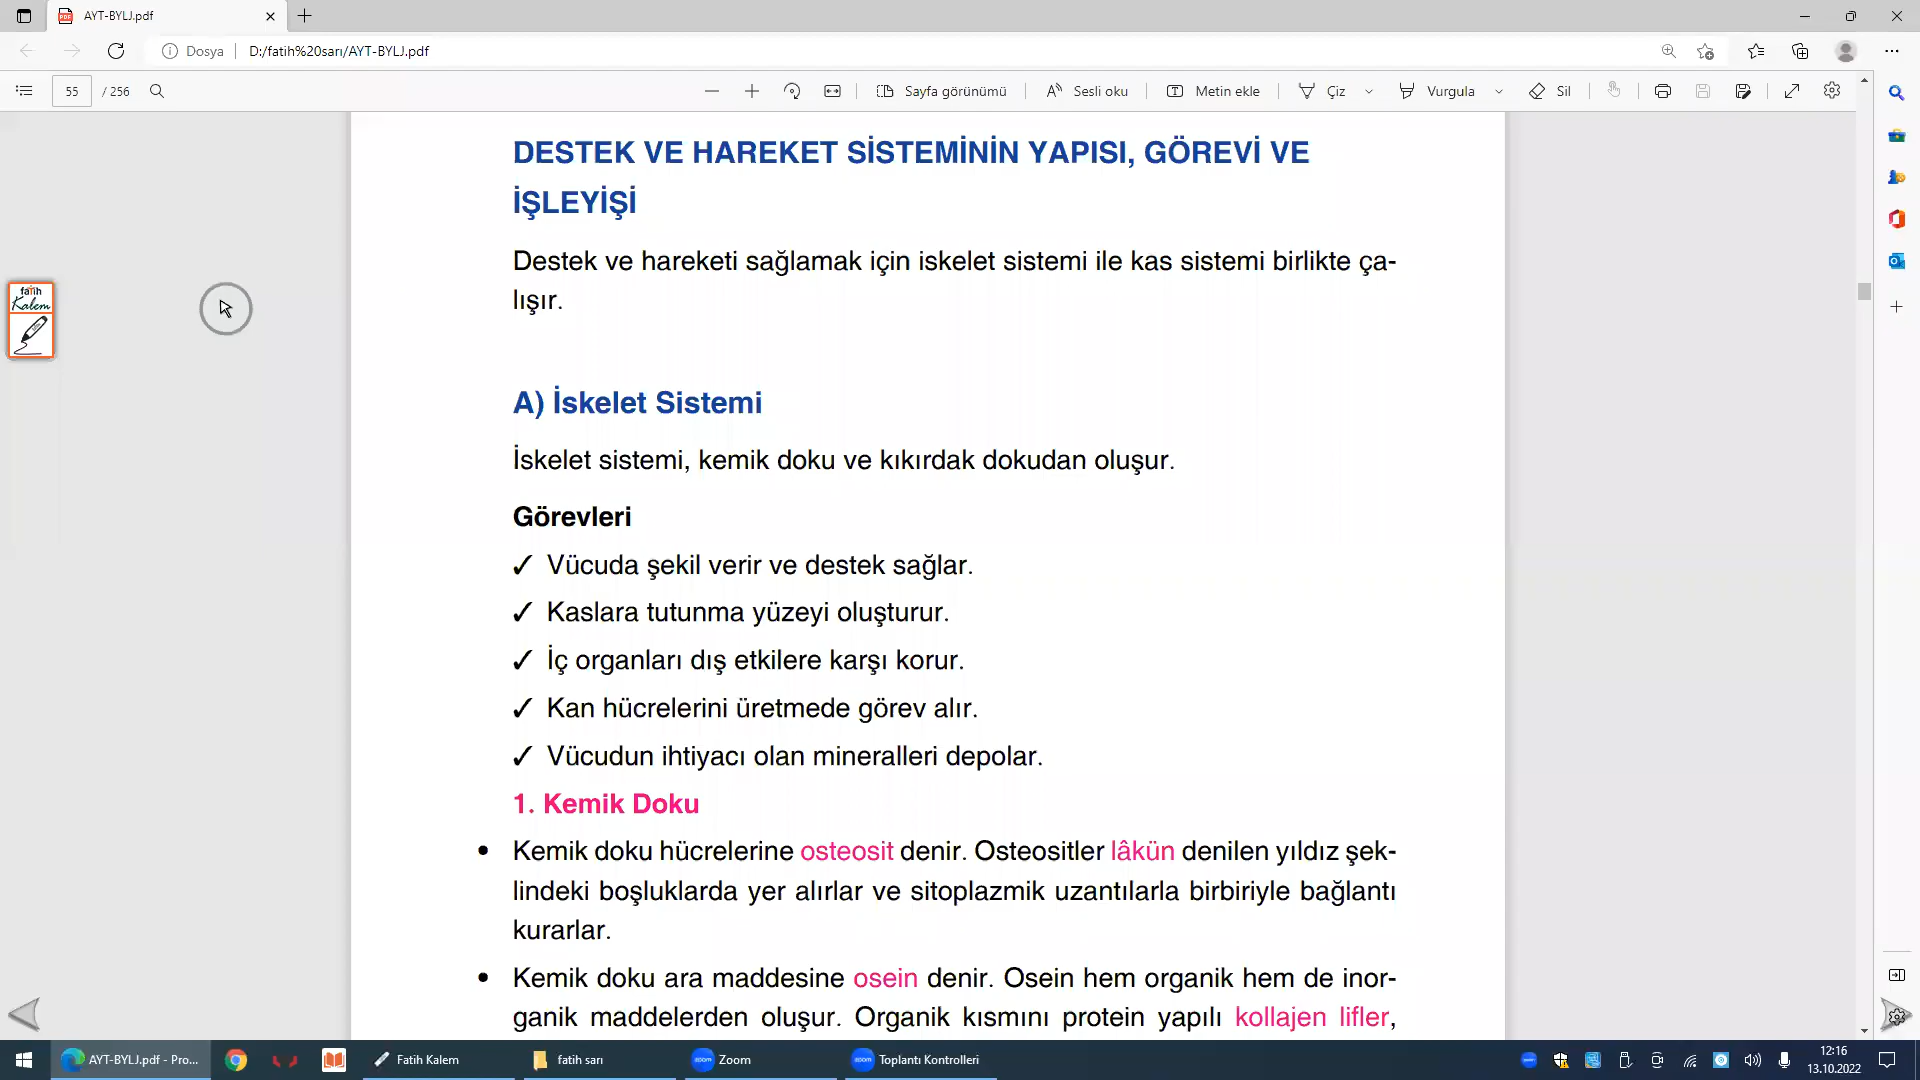 AYT-BYLJ.pdf
Dosya D:/fatih%20sarı/AYT-BYLJ.pdf
55 / 256 Sayfa görünümü Sesli oku Metin ekle Çiz Vurgula Sil
DESTEK VE HAREKET SİSTEMİNİN YAPISI, GÖREVİ VE
İŞLEYİŞİ
Destek ve hareketi sağlamak için iskelet sistemi ile kas sistemi birlikte ça-
lışır.
fatih
Kalem
A) İskelet Sistemi
İskelet sistemi, kemik doku ve kıkırdak dokudan oluşur.
Görevleri
✓ Vücuda şekil verir ve destek sağlar.
✓ Kaslara tutunma yüzeyi oluşturur.
✓ İç organları dış etkilere karşı korur.
✓ Kan hücrelerini üretmede görev alır.
✓ Vücudun ihtiyacı olan mineralleri depolar.
1. Kemik Doku
• Kemik doku hücrelerine osteosit denir. Osteositler lâkün denilen yıldız şek-
lindeki boşluklarda yer alırlar ve sitoplazmik uzantılarla birbiriyle bağlantı
kurarlar.
• Kemik doku ara maddesine osein denir. Osein hem organik hem de inor-
ganik maddelerden oluşur. Organik kısmını protein yapılı kollajen lifler,
AYT-BYLJ.pdf - Pro... Fatih Kalem fatih sarı zoom Zoom zoom Toplantı Kontrolleri
12:16
13.10.2022